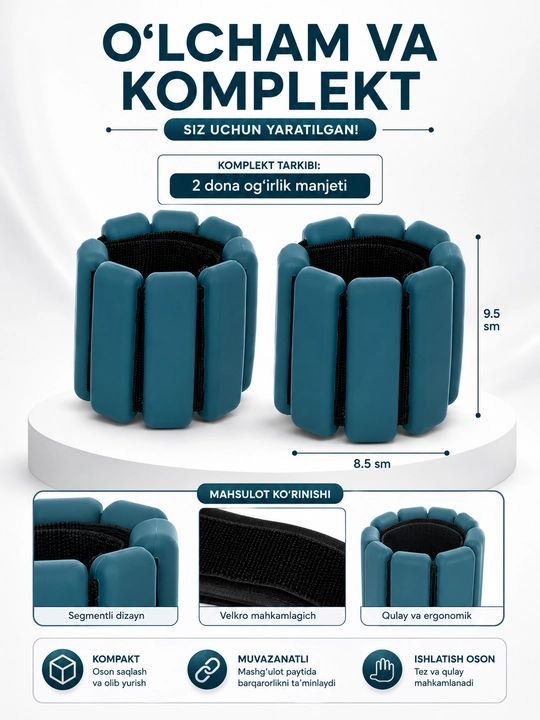 O‘LCHAM VA
KOMPLEKT
SIZ UCHUN YARATILGAN!
KOMPLEKT TARKIBI:
2 dona og‘irlik manjeti
9.5
sm
8.5 sm
MAHSULOT KO‘RINISHI
Segmentli dizayn
Velkro mahkamlagich
Qulay va ergonomik
KOMPAKT
Oson saqlash
va olib yurish
MUVAZANATLI
Mashg‘ulot paytida
barqarorlikni ta’minlaydi
ISHLATISH OSON
Tez va qulay
mahkamlanadi